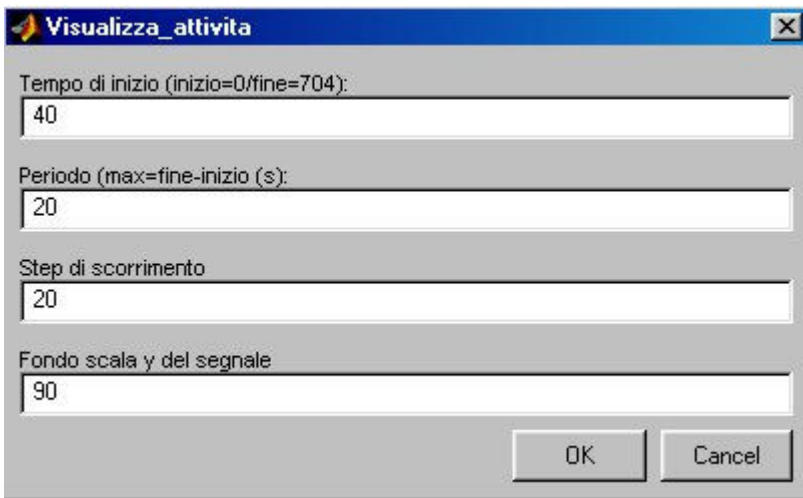 Visualizza_attivita
Tempo di inizio (inizio=0/fine=704):
40
Periodo (max=fine-inizio (s):
20
Step di scorrimento
20
Fondo scala y del segnale
90
OK Cancel